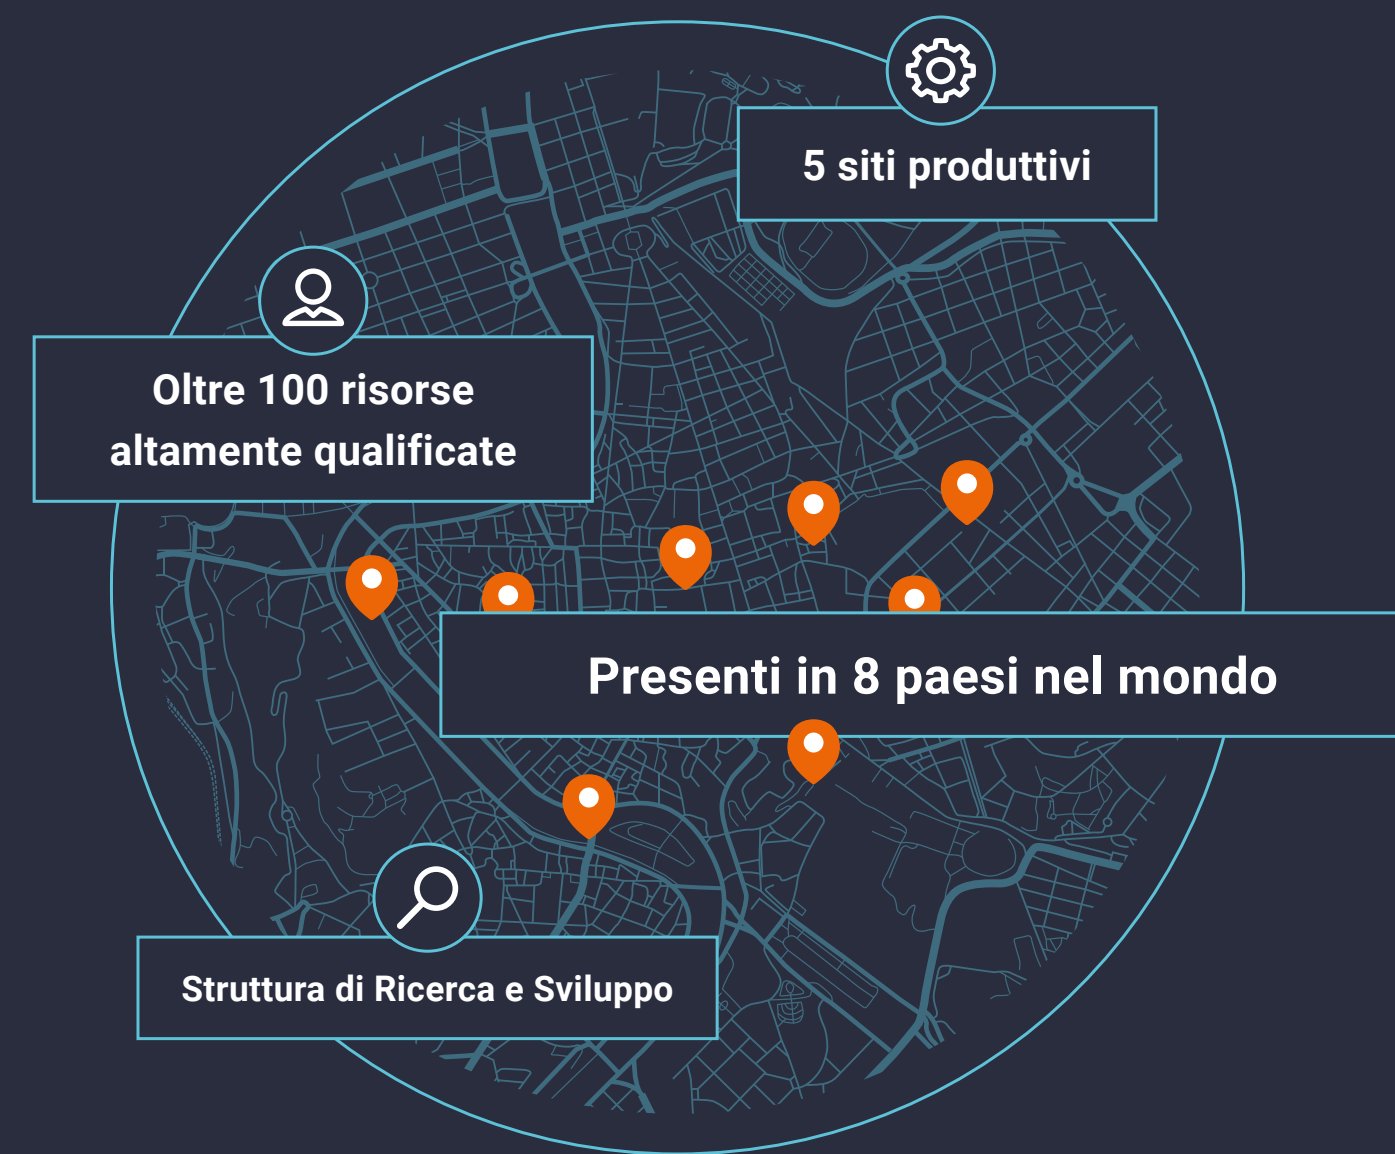 5 siti produttivi
Oltre 100 risorse
altamente qualificate
Presenti in 8 paesi nel mondo
Struttura di Ricerca e Sviluppo